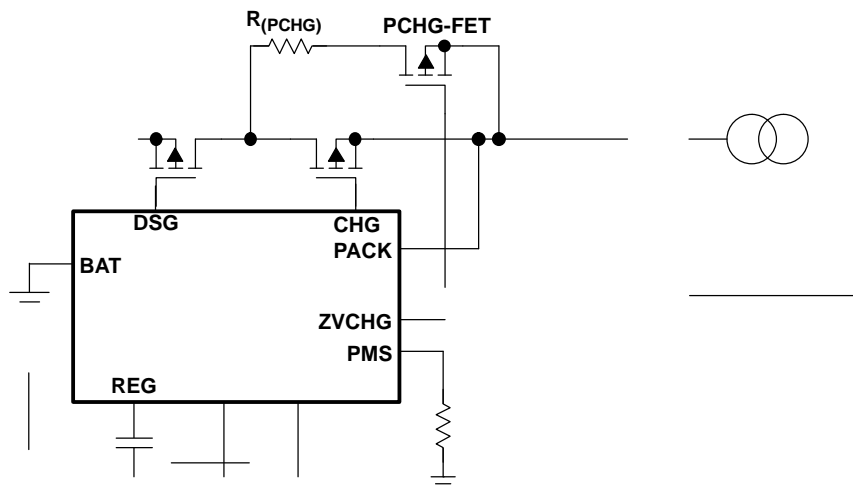 R(PCHG)
PCHG-FET
DSG
CHG
PACK
BAT
ZVCHG
PMS
REG